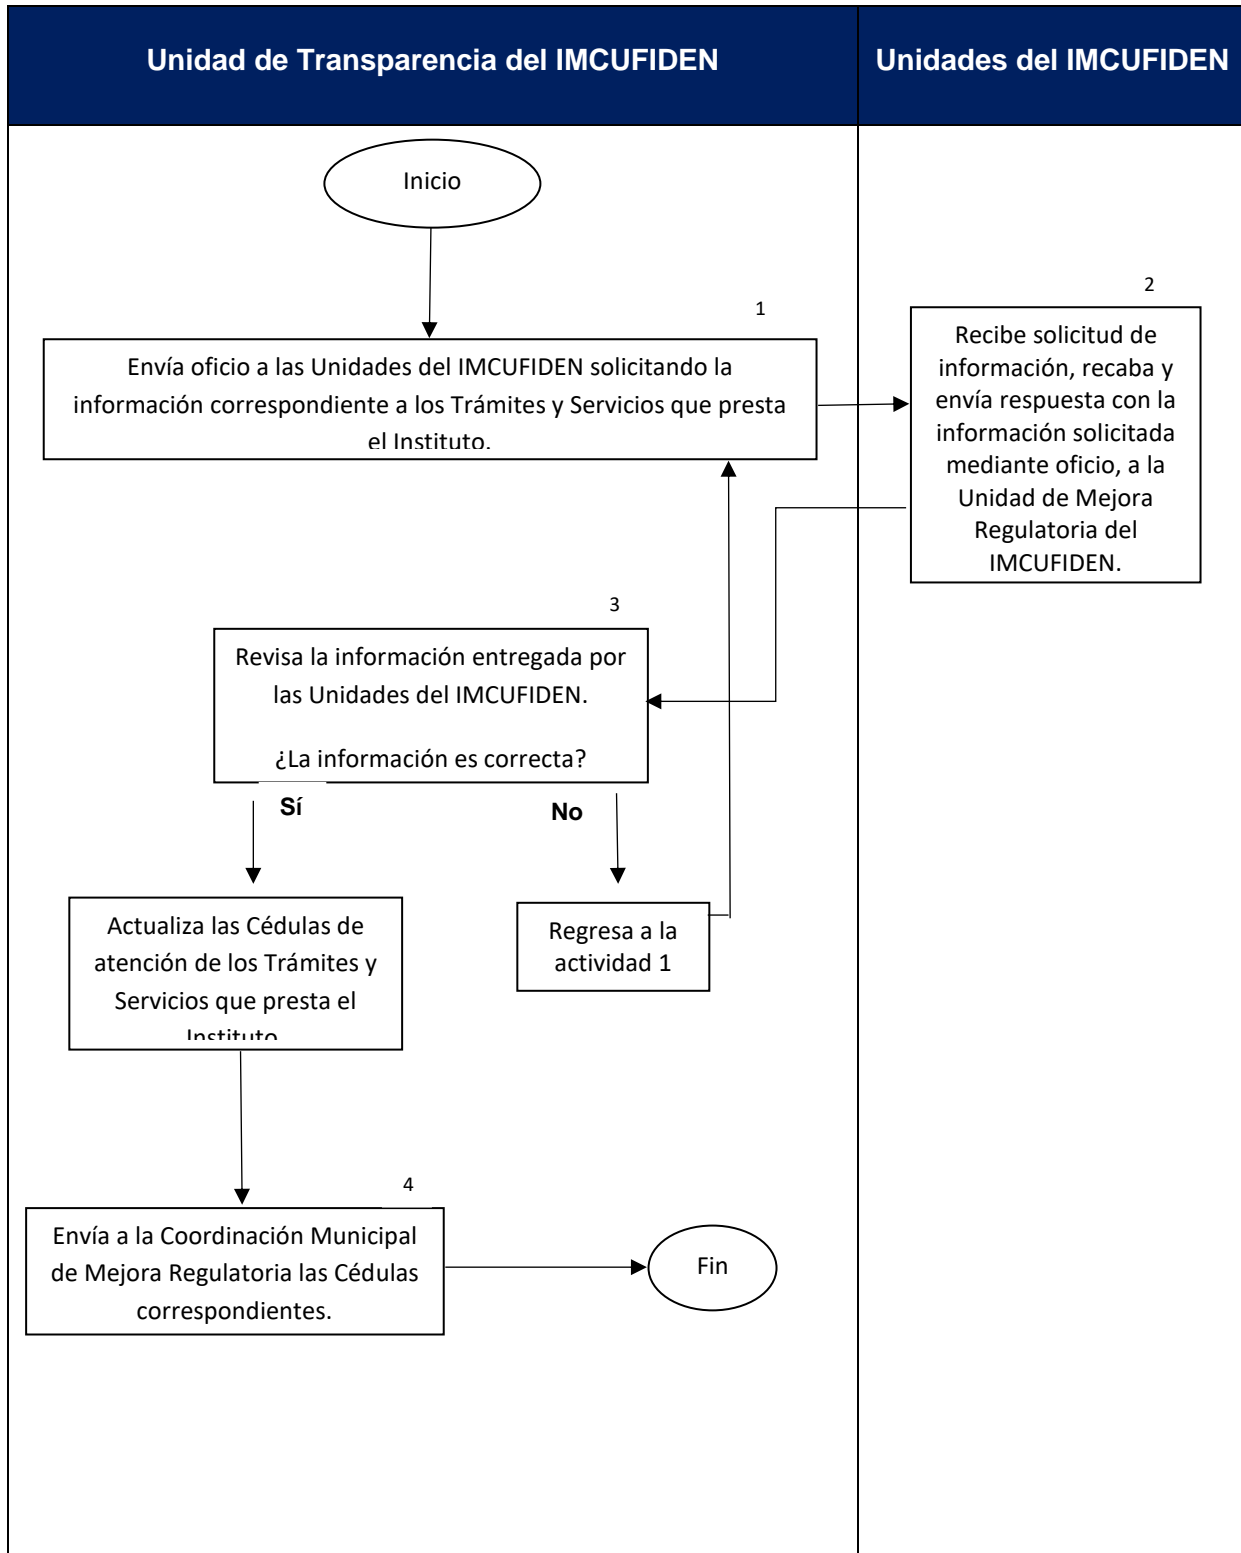 Unidad de Transparencia del IMCUFIDEN
Unidades del IMCUFIDEN
Inicio
1
Envía oficio a las Unidades del IMCUFIDEN solicitando la
información correspondiente a los Trámites y Servicios que presta
el Instituto.
2
Recibe solicitud de
información, recaba y
envía respuesta con la
información solicitada
mediante oficio, a la
Unidad de Mejora
Regulatoria del
IMCUFIDEN.
3
Revisa la información entregada por
las Unidades del IMCUFIDEN.
¿La información es correcta?
Sí
No
Actualiza las Cédulas de
atención de los Trámites y
Servicios que presta el
Instituto
Regresa a la
actividad 1
4
Envía a la Coordinación Municipal
de Mejora Regulatoria las Cédulas
correspondientes.
Fin